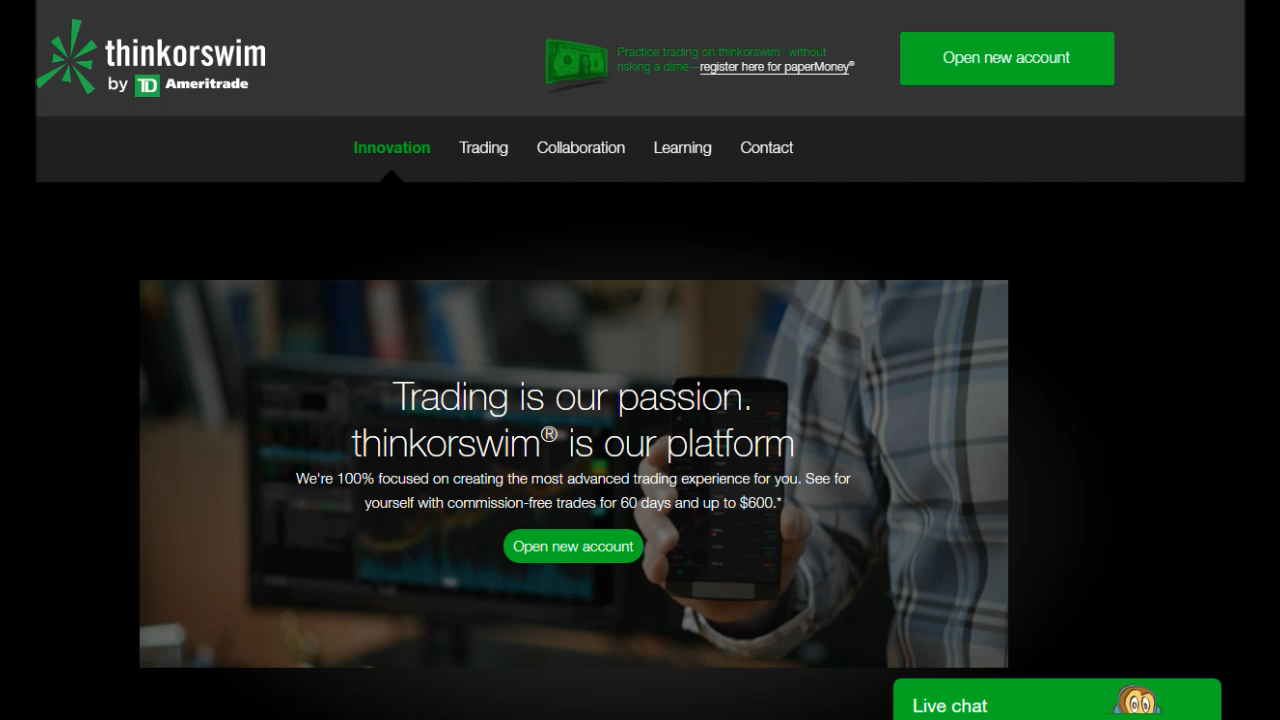 thinkorswim
by TD Ameritrade
Practice trading on thinkorswim without
risking a dime—register here for paperMoney®
Open new account
Innovation
Trading
Collaboration
Learning
Contact
Trading is our passion.
thinkorswim® is our platform
We're 100% focused on creating the most advanced trading experience for you. See for
yourself with commission-free trades for 60 days and up to $600.*
Open new account
Live chat